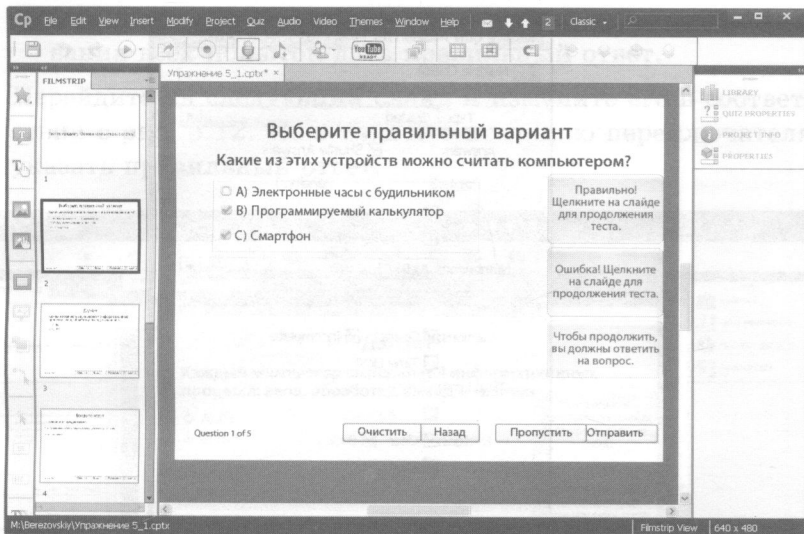 Cp File Edit View Insert Modify Project Quiz Audio Video Themes Window Help 2 Classic
You Tube READY
FILMSTRIP
Упражнение 5_1.cptx* ×
LIBRARY
QUIZ PROPERTIES
PROJECT INFO
PROPERTIES
Выберите правильный вариант
Какие из этих устройств можно считать компьютером?
A) Электронные часы с будильником
B) Программируемый калькулятор
C) Смартфон
Правильно!
Щелкните на слайде
для продолжения
теста.
Ошибка! Щелкните
на слайде для
продолжения теста.
Чтобы продолжить,
вы должны ответить
на вопрос.
Question 1 of 5
Очистить Назад Пропустить Отправить
1
2
3
4
M:\Berezovskiy\Упражнение 5_1.cptx
Filmstrip View 640 x 480